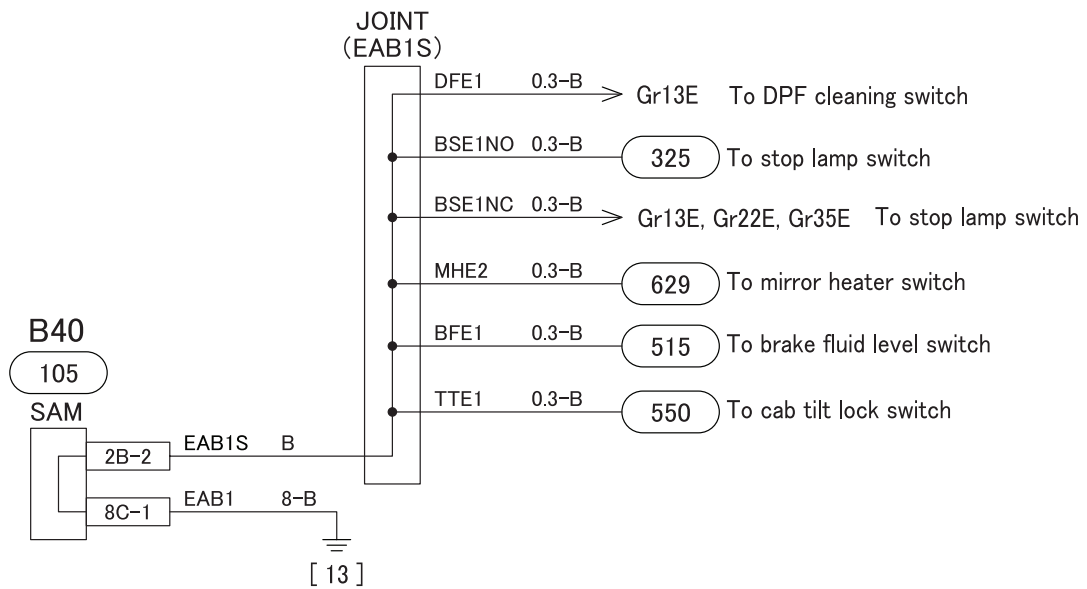 JOINT
(EAB1S)
DFE1 0.3-B Gr13E To DPF cleaning switch
BSE1NO 0.3-B 325 To stop lamp switch
BSE1NC 0.3-B Gr13E, Gr22E, Gr35E To stop lamp switch
MHE2 0.3-B 629 To mirror heater switch
BFE1 0.3-B 515 To brake fluid level switch
TTE1 0.3-B 550 To cab tilt lock switch
B40
105
SAM
2B-2 EAB1S B
8C-1 EAB1 8-B
[ 13 ]